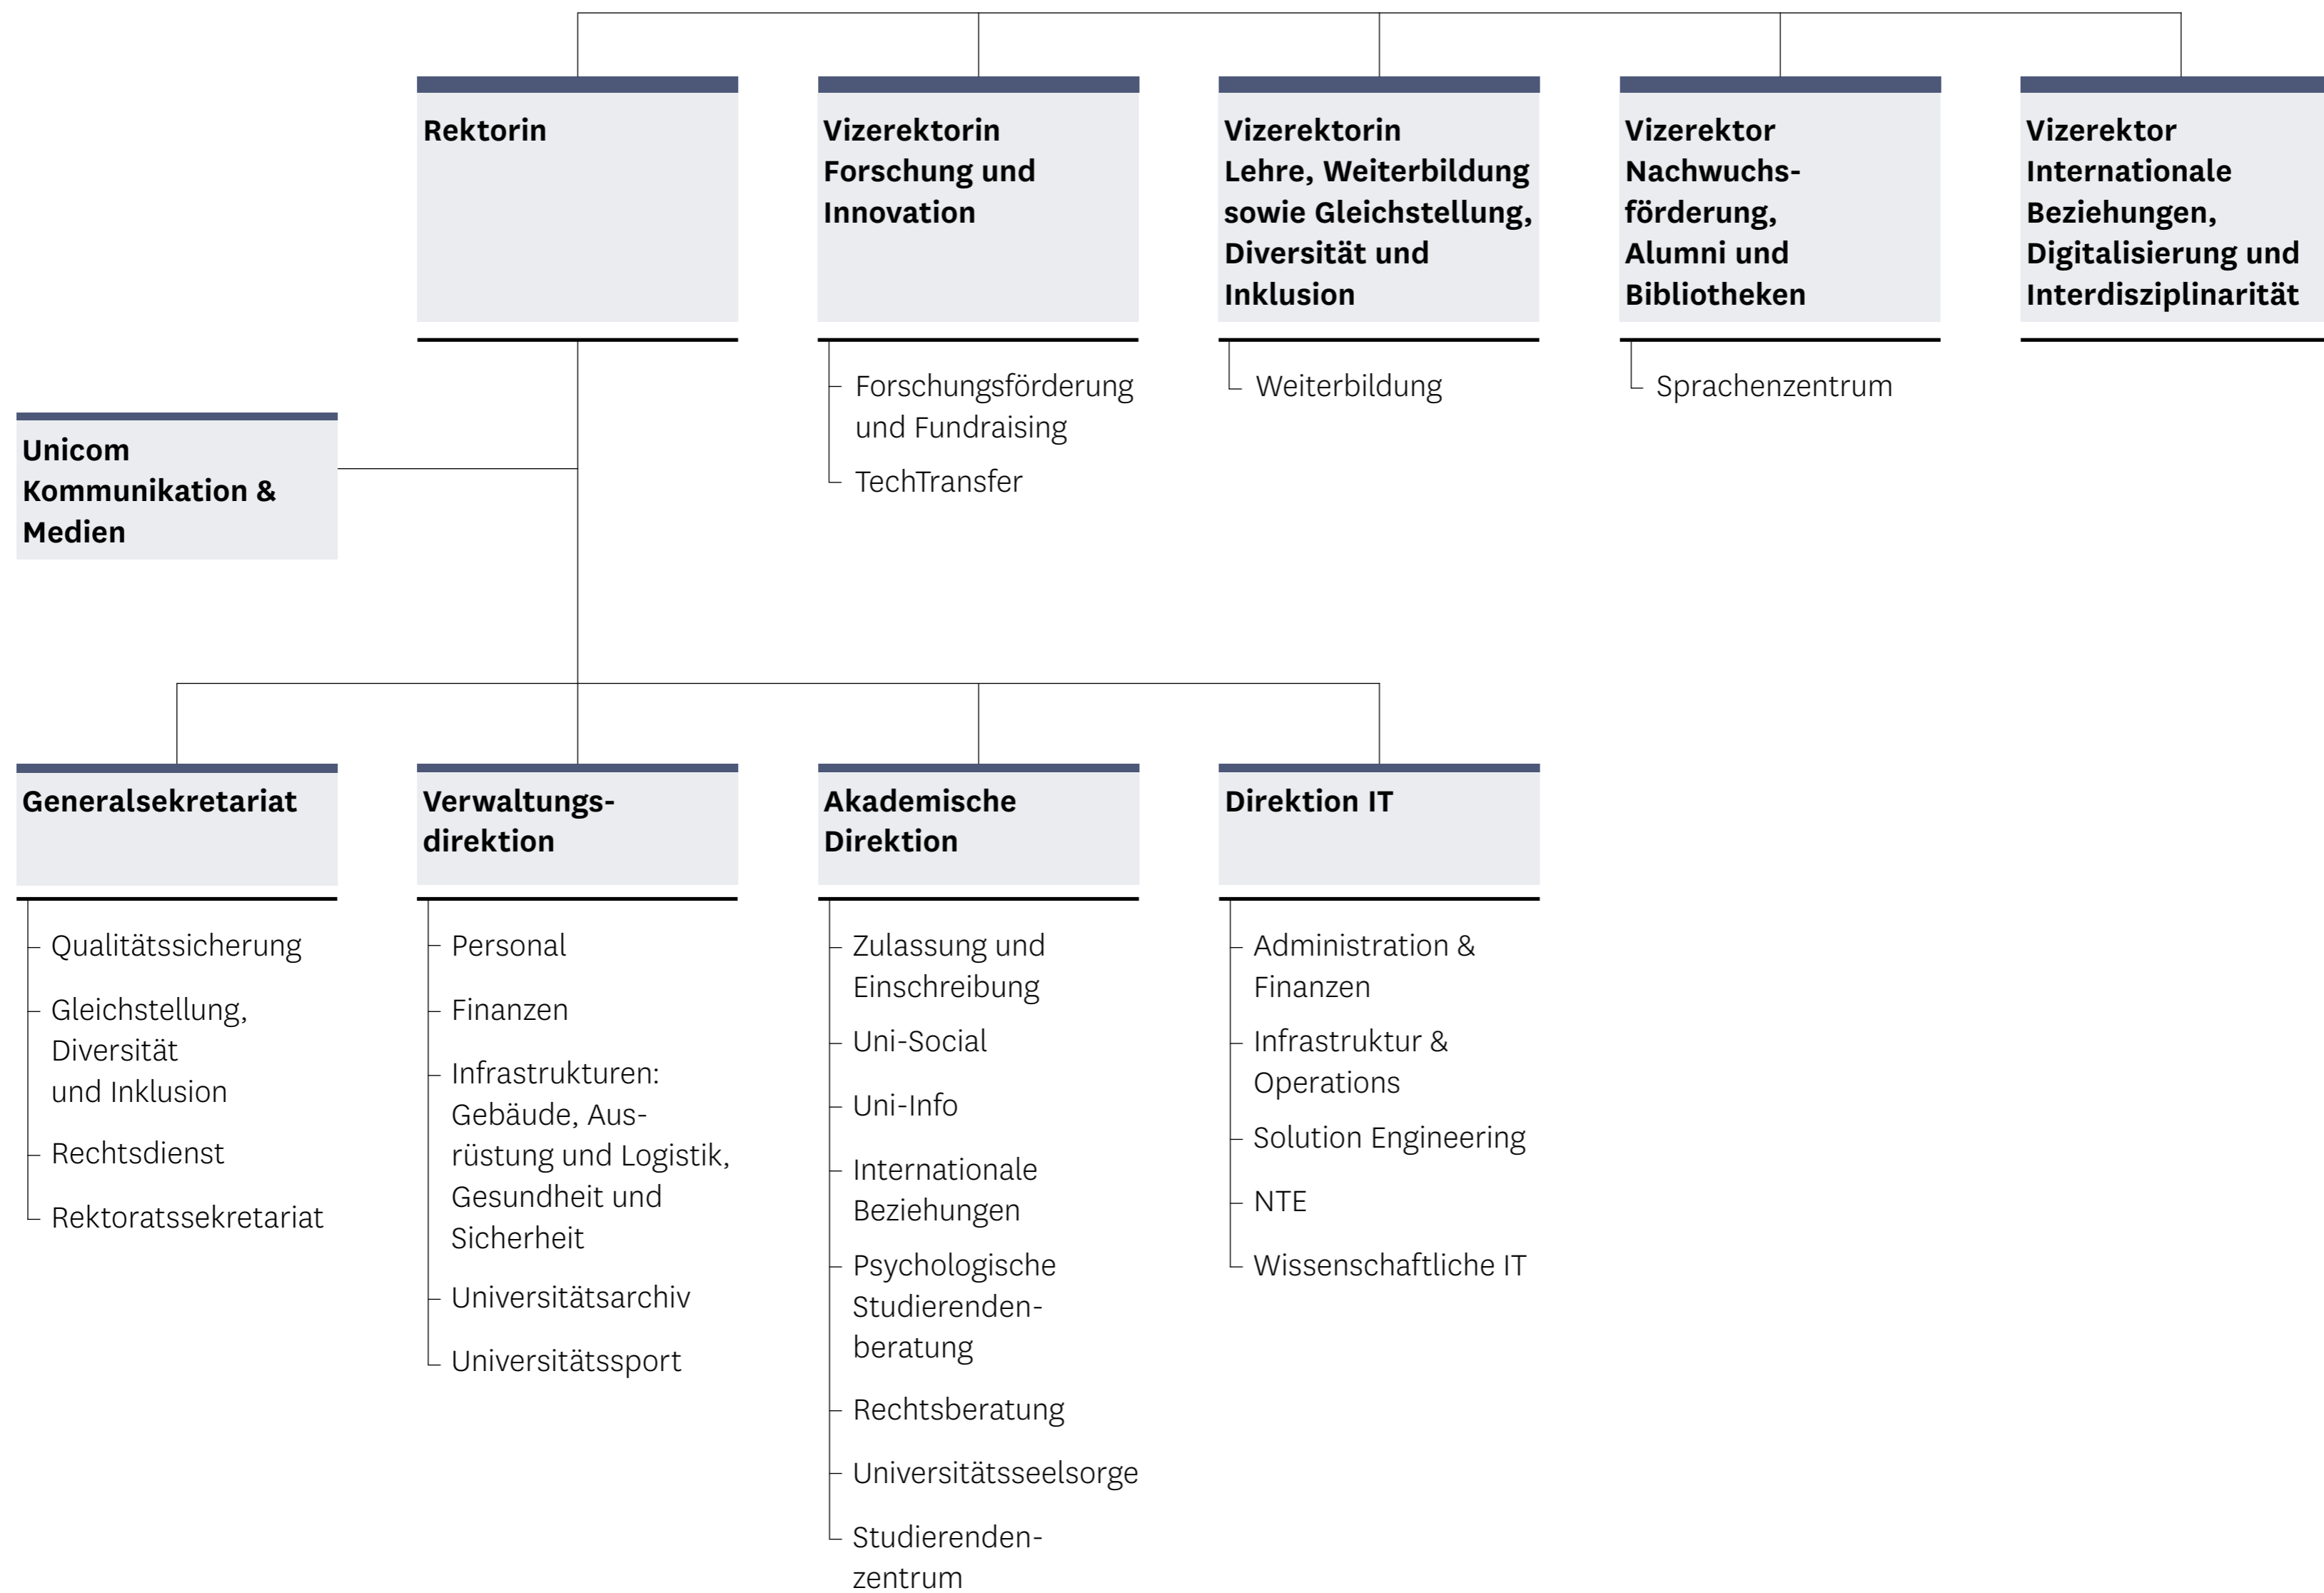 Rektorin
Vizerektorin
Forschung und
Innovation
Vizerektorin
Lehre, Weiterbildung
sowie Gleichstellung,
Diversität und
Inklusion
Vizerektor
Nachwuchs-
förderung,
Alumni und
Bibliotheken
Vizerektor
Internationale
Beziehungen,
Digitalisierung und
Interdisziplinarität
Forschungsförderung
und Fundraising
TechTransfer
Weiterbildung
Sprachenzentrum
Unicom
Kommunikation &
Medien
Generalsekretariat
Qualitätssicherung
Gleichstellung,
Diversität
und Inklusion
Rechtsdienst
Rektoratssekretariat
Verwaltungs-
direktion
Personal
Finanzen
Infrastrukturen:
Gebäude, Aus-
rüstung und Logistik,
Gesundheit und
Sicherheit
Universitätsarchiv
Universitätssport
Akademische
Direktion
Zulassung und
Einschreibung
Uni-Social
Uni-Info
Internationale
Beziehungen
Psychologische
Studierenden-
beratung
Rechtsberatung
Universitätsseelsorge
Studierenden-
zentrum
Direktion IT
Administration &
Finanzen
Infrastruktur &
Operations
Solution Engineering
NTE
Wissenschaftliche IT